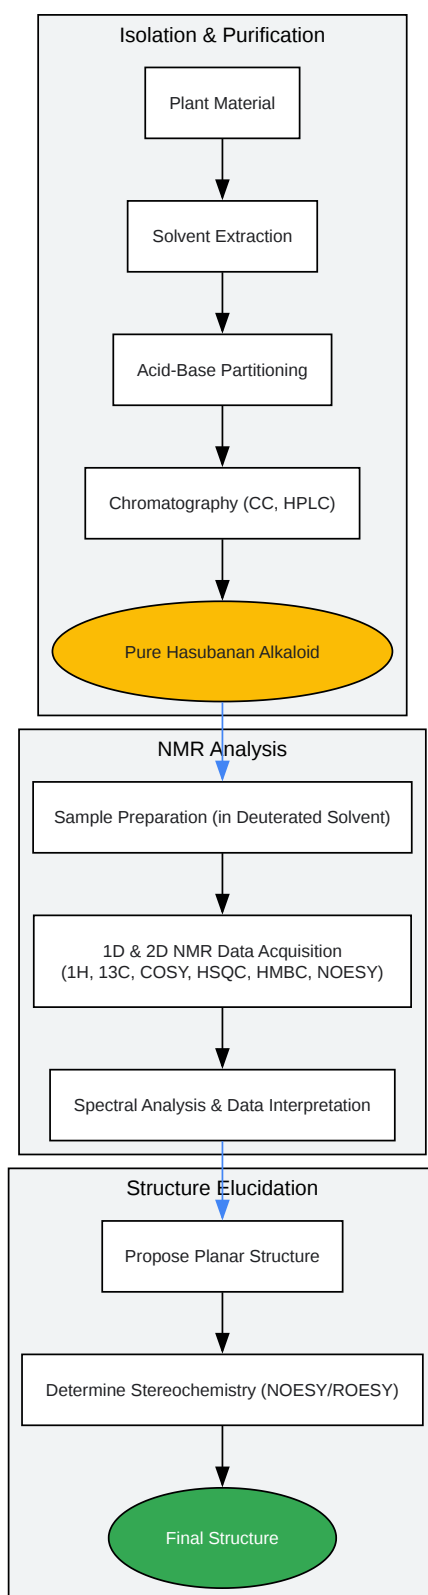 Isolation & Purification
Plant Material
Solvent Extraction
Acid-Base Partitioning
Chromatography (CC, HPLC)
Pure Hasubanan Alkaloid
NMR Analysis
Sample Preparation (in Deuterated Solvent)
1D & 2D NMR Data Acquisition
(1H, 13C, COSY, HSQC, HMBC, NOESY)
Spectral Analysis & Data Interpretation
Structure Elucidation
Propose Planar Structure
Determine Stereochemistry (NOESY/ROESY)
Final Structure